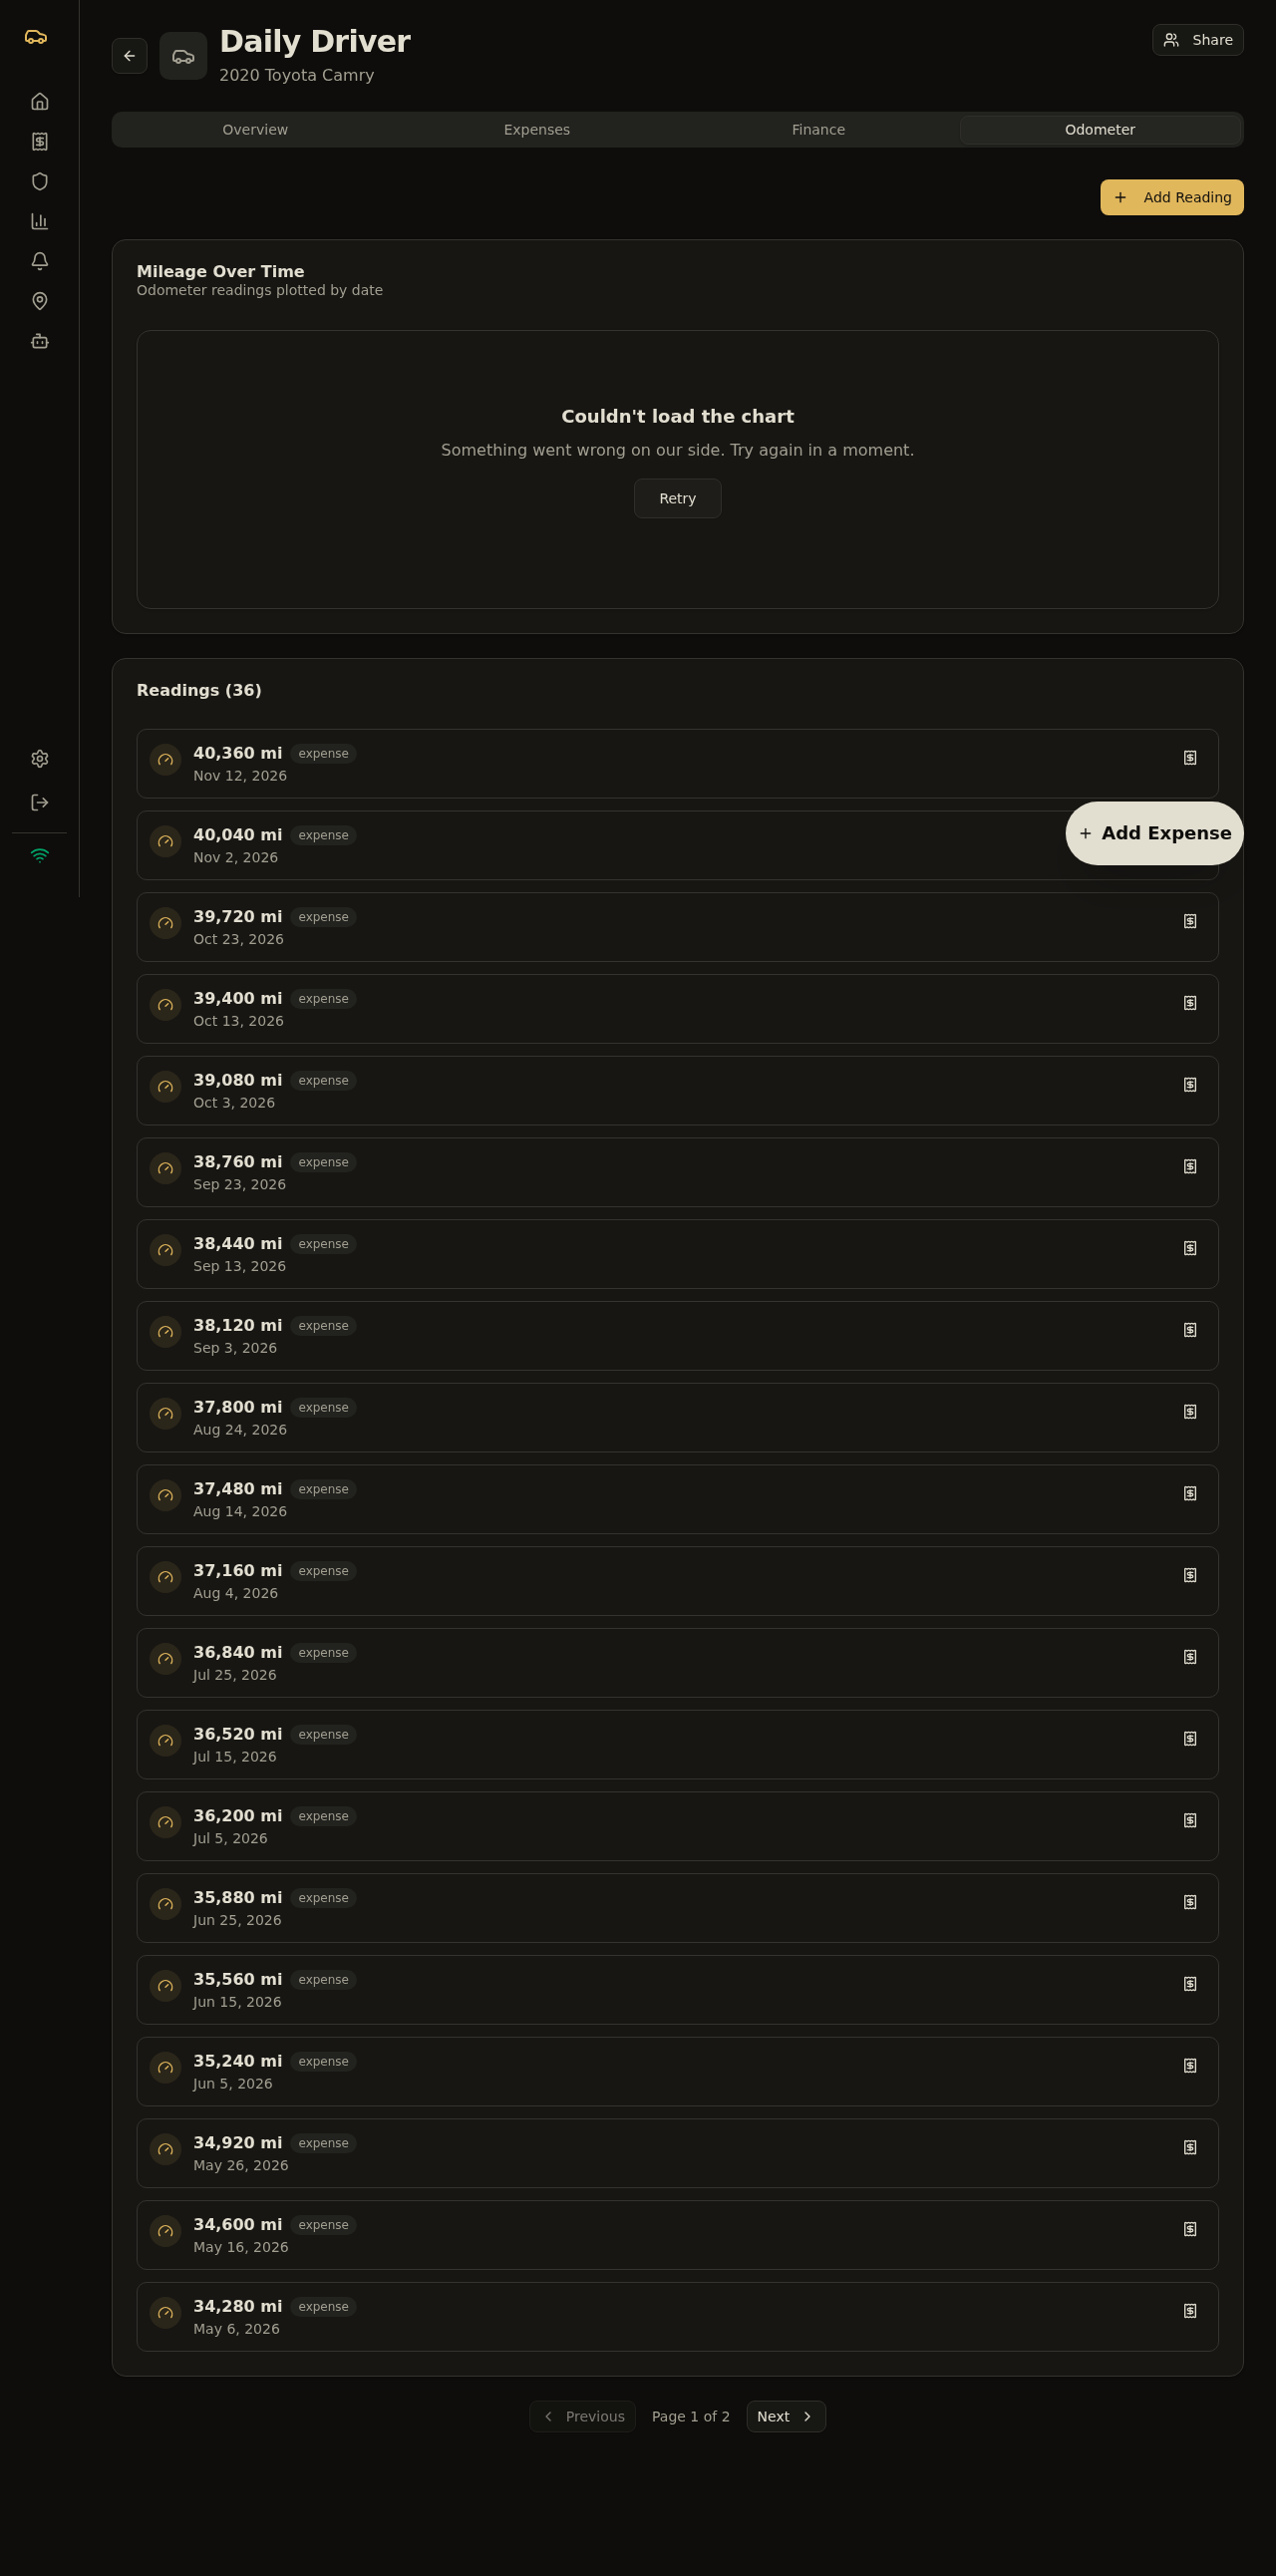 Daily Driver
2020 Toyota Camry
Share
Overview
Expenses
Finance
Odometer
Add Reading
Mileage Over Time
Odometer readings plotted by date
Couldn't load the chart
Something went wrong on our side. Try again in a moment.
Retry
Readings (36)
40,360 mi expense
Nov 12, 2026
40,040 mi expense
Nov 2, 2026
Add Expense
39,720 mi expense
Oct 23, 2026
39,400 mi expense
Oct 13, 2026
39,080 mi expense
Oct 3, 2026
38,760 mi expense
Sep 23, 2026
38,440 mi expense
Sep 13, 2026
38,120 mi expense
Sep 3, 2026
37,800 mi expense
Aug 24, 2026
37,480 mi expense
Aug 14, 2026
37,160 mi expense
Aug 4, 2026
36,840 mi expense
Jul 25, 2026
36,520 mi expense
Jul 15, 2026
36,200 mi expense
Jul 5, 2026
35,880 mi expense
Jun 25, 2026
35,560 mi expense
Jun 15, 2026
35,240 mi expense
Jun 5, 2026
34,920 mi expense
May 26, 2026
34,600 mi expense
May 16, 2026
34,280 mi expense
May 6, 2026
Previous
Page 1 of 2
Next